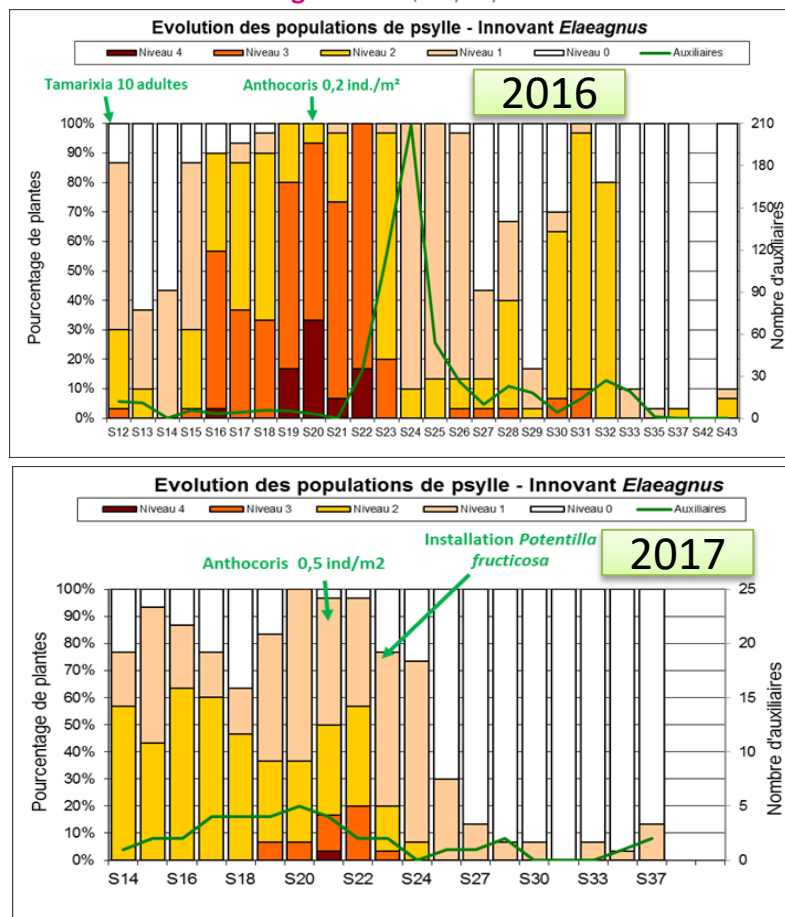 Evolution des populations de psylle - Innovant Elaeagnus
Niveau 4 Niveau 3 Niveau 2 Niveau 1 Niveau 0 Auxiliaires
Tamarixia 10 adultes
Anthocoris 0,2 ind./m²
2016
Pourcentage de plantes
100%
90%
80%
70%
60%
50%
40%
30%
20%
10%
0%
S12 S13 S14 S15 S16 S17 S18 S19 S20 S21 S22 S23 S24 S25 S26 S27 S28 S29 S30 S31 S32 S33 S35 S37 S42 S43
210
180
150
120
90
60
30
0
Nombre d'auxiliaires
Evolution des populations de psylle - Innovant Elaeagnus
Niveau 4 Niveau 3 Niveau 2 Niveau 1 Niveau 0 Auxiliaires
Anthocoris 0,5 ind/m2
Installation Potentilla
fructicosa
2017
Pourcentage de plantes
100%
90%
80%
70%
60%
50%
40%
30%
20%
10%
0%
S14 S16 S18 S20 S22 S24 S27 S30 S33 S37
25
20
15
10
5
0
Nombre d'auxiliaires